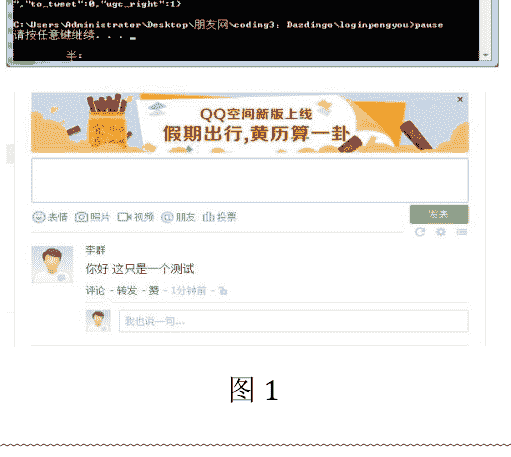 ","to_tweet":0,"ugc_right":1}
C:\Users\Administrator\Desktop\朋友网\coding3：Dazdingo\loginpengyou>pause
请按任意键继续. . . _
半：
QQ空间新版上线
假期出行,黄历算一卦
表情 照片 视频 朋友 投票
发表
李群
你好 这只是一个测试
评论 - 转发 - 赞 - 1分钟前 -
我也说一句...
图 1